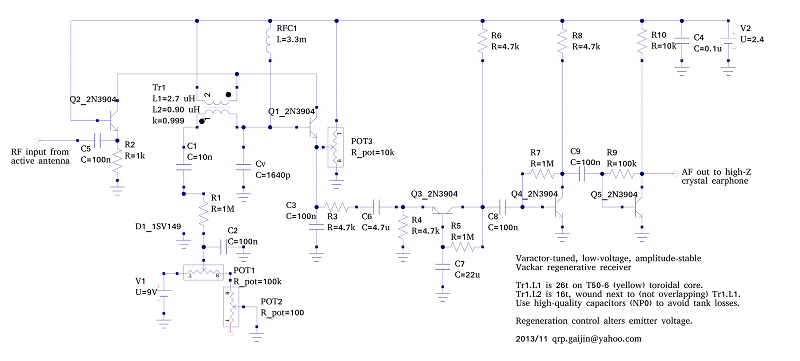 RFC1
L=3.3m
R6
R=4.7k
R8
R=4.7k
R10
R=10k
C4
C=0.1u
V2
U=2.4
Tr1
L1=2.7 uH
L2=0.90 uH
k=0.999
Q2_2N3904
Q1_2N3904
POT3
R_pot=10k
RF input from
active antenna
C5
C=100n
R2
R=1k
C1
C=10n
Cv
C=1640p
R7
R=1M
C9
C=100n
R9
R=100k
AF out to high-Z
crystal earphone
R1
R=1M
C3
C=100n
R3
R=4.7k
C6
C=4.7u
Q3_2N3904
R4
R=4.7k
R5
R=1M
C8
C=100n
Q4_2N3904
Q5_2N3904
D1_1SV149
C2
C=100n
C7
C=22u
V1
U=9V
POT1
R_pot=100k
POT2
R_pot=100
Varactor-tuned, low-voltage, amplitude-stable
Vackar regenerative receiver
Tr1.L1 is 26t on T50-6 (yellow) toroidal core.
Tr1.L2 is 16t, wound next to (not overlapping) Tr1.L1.
Use high-quality capacitors (NP0) to avoid tank losses.
Regeneration control alters emitter voltage.
2013/11 qrp.gaijin@yahoo.com